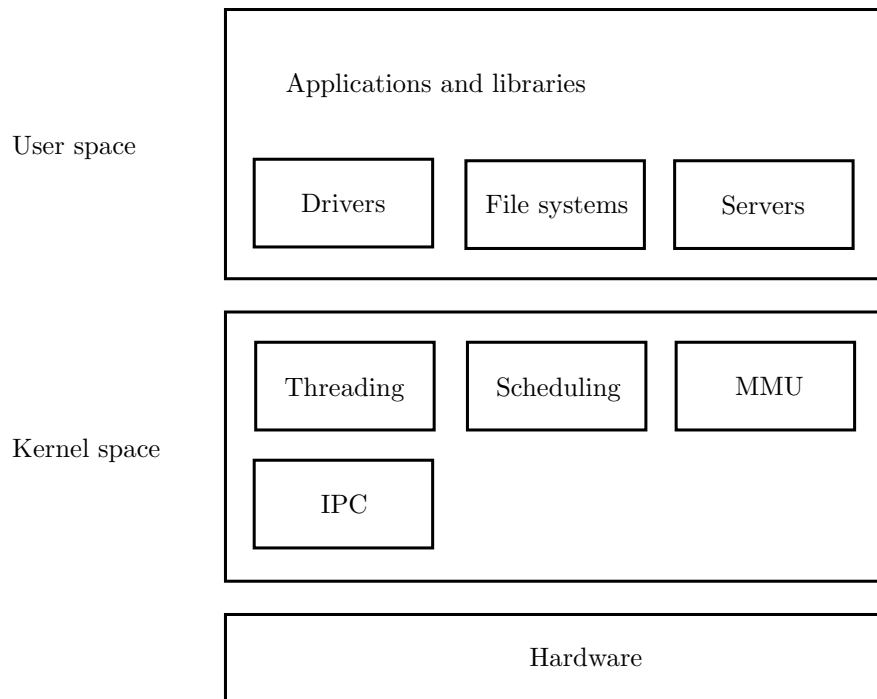 Applications and libraries
User space
Drivers
File systems
Servers
Threading
Scheduling
MMU
Kernel space
IPC
Hardware